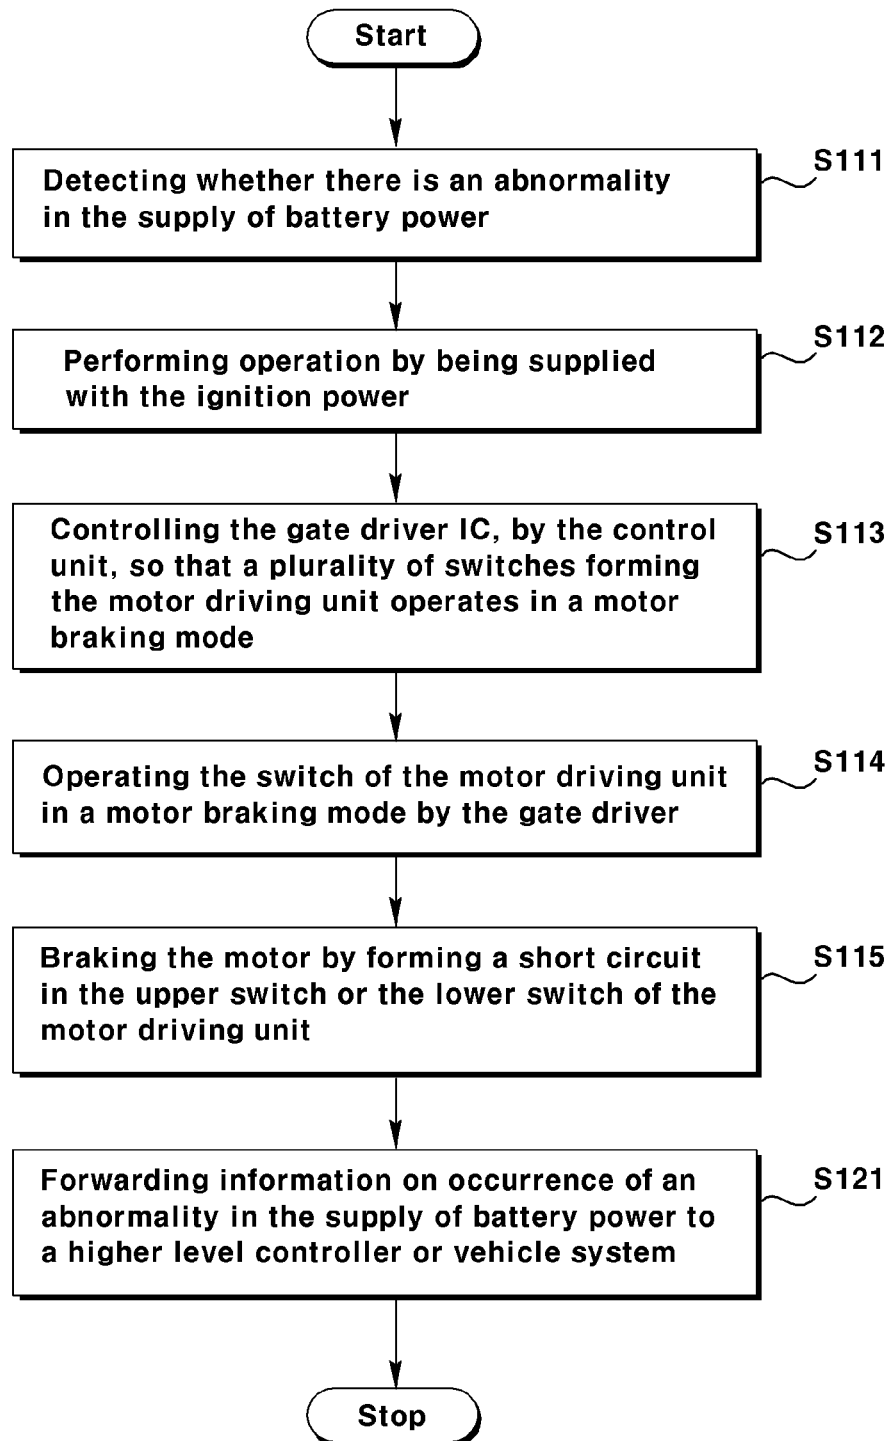 Start
S111
Detecting whether there is an abnormality
in the supply of battery power
S112
Performing operation by being supplied
with the ignition power
S113
Controlling the gate driver IC, by the control
unit, so that a plurality of switches forming
the motor driving unit operates in a motor
braking mode
S114
Operating the switch of the motor driving unit
in a motor braking mode by the gate driver
S115
Braking the motor by forming a short circuit
in the upper switch or the lower switch of the
motor driving unit
S121
Forwarding information on occurrence of an
abnormality in the supply of battery power to
a higher level controller or vehicle system
Stop